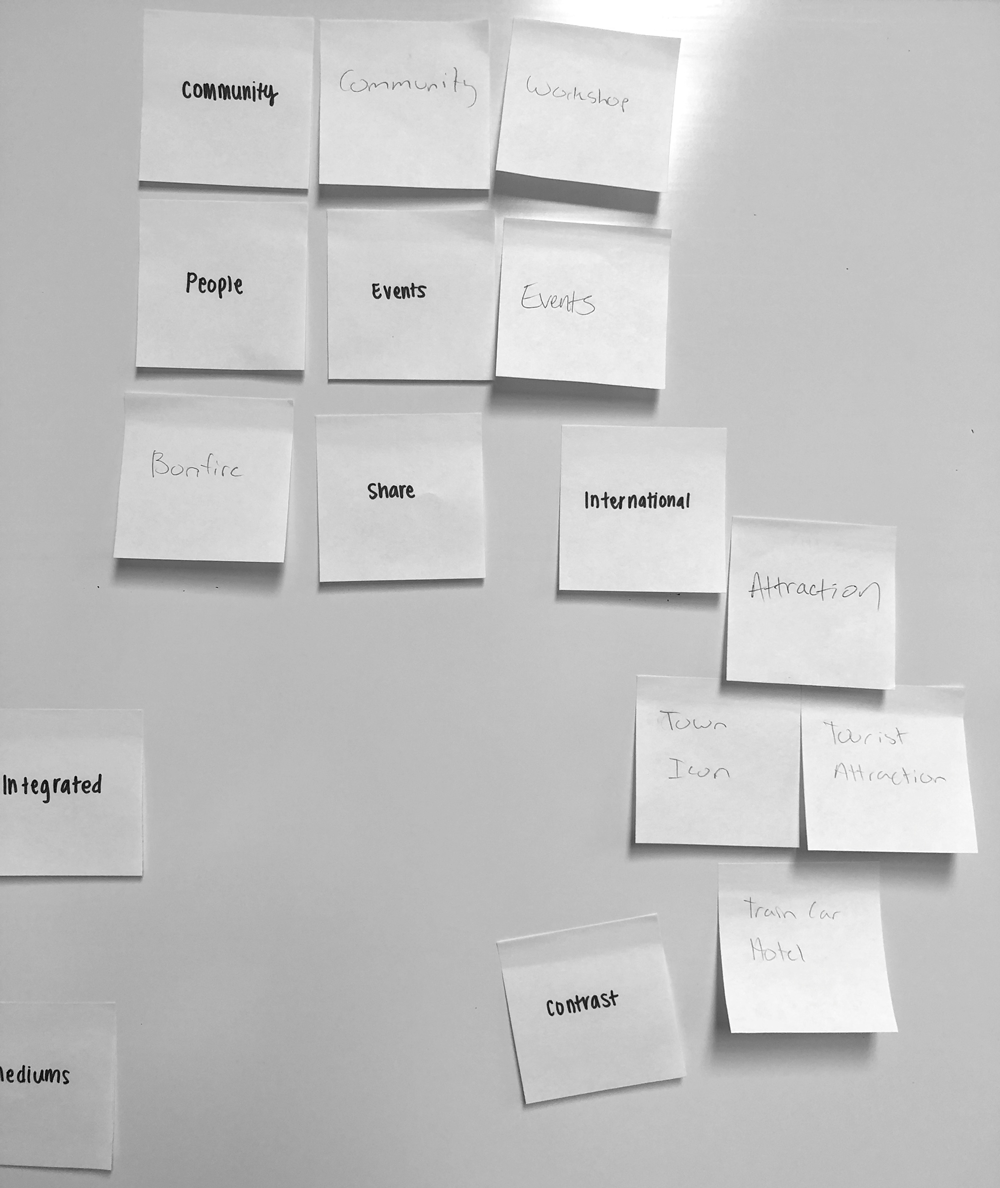 Community
Community
Workshop
People
Events
Events
Bonfire
Share
International
Attraction
Town
Icon
Tourist
Attraction
Integrated
Train Car
Hotel
Contrast